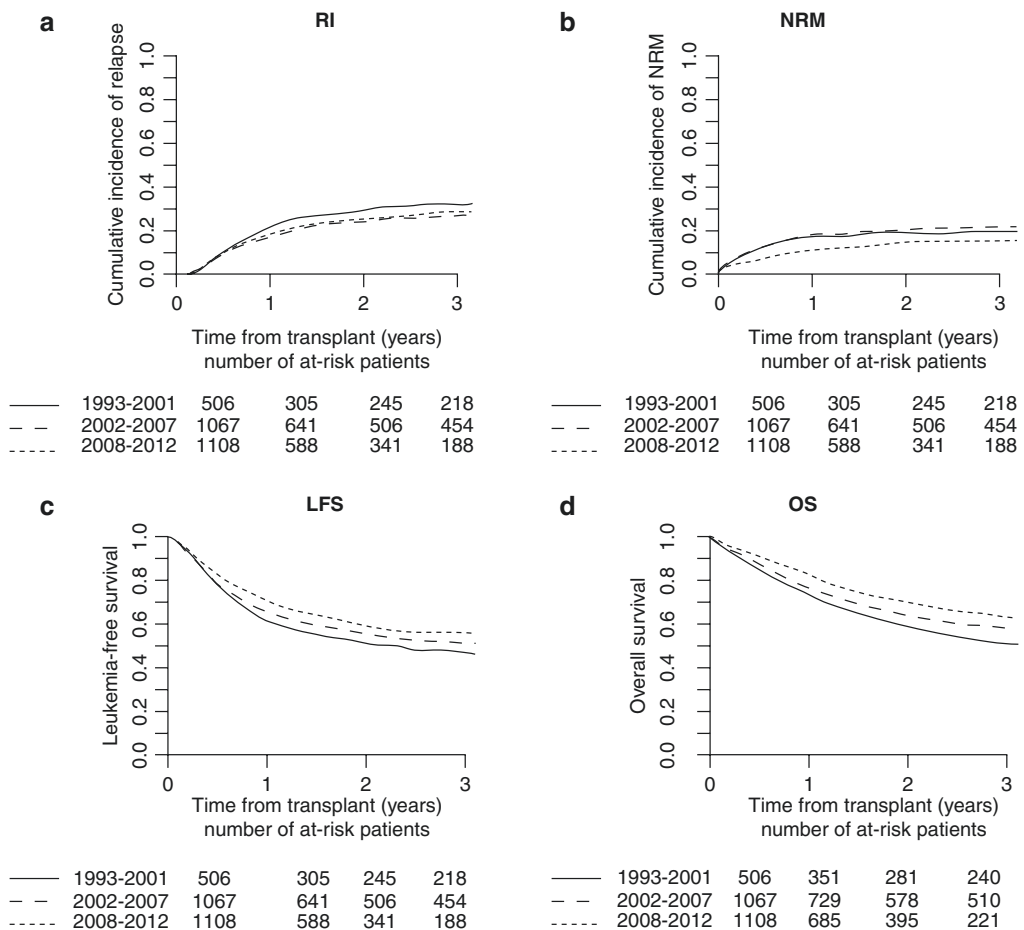 a
RI
Cumulative incidence of relapse
1.0
0.8
0.6
0.4
0.2
0.0
0 1 2 3
Time from transplant (years)
number of at-risk patients
1993-2001 506 305 245 218
2002-2007 1067 641 506 454
2008-2012 1108 588 341 188
b
NRM
Cumulative incidence of NRM
1.0
0.8
0.6
0.4
0.2
0.0
0 1 2 3
Time from transplant (years)
number of at-risk patients
1993-2001 506 305 245 218
2002-2007 1067 641 506 454
2008-2012 1108 588 341 188
c
LFS
Leukemia-free survival
1.0
0.8
0.6
0.4
0.2
0.0
0 1 2 3
Time from transplant (years)
number of at-risk patients
1993-2001 506 305 245 218
2002-2007 1067 641 506 454
2008-2012 1108 588 341 188
d
OS
Overall survival
1.0
0.8
0.6
0.4
0.2
0.0
0 1 2 3
Time from transplant (years)
number of at-risk patients
1993-2001 506 351 281 240
2002-2007 1067 729 578 510
2008-2012 1108 685 395 221